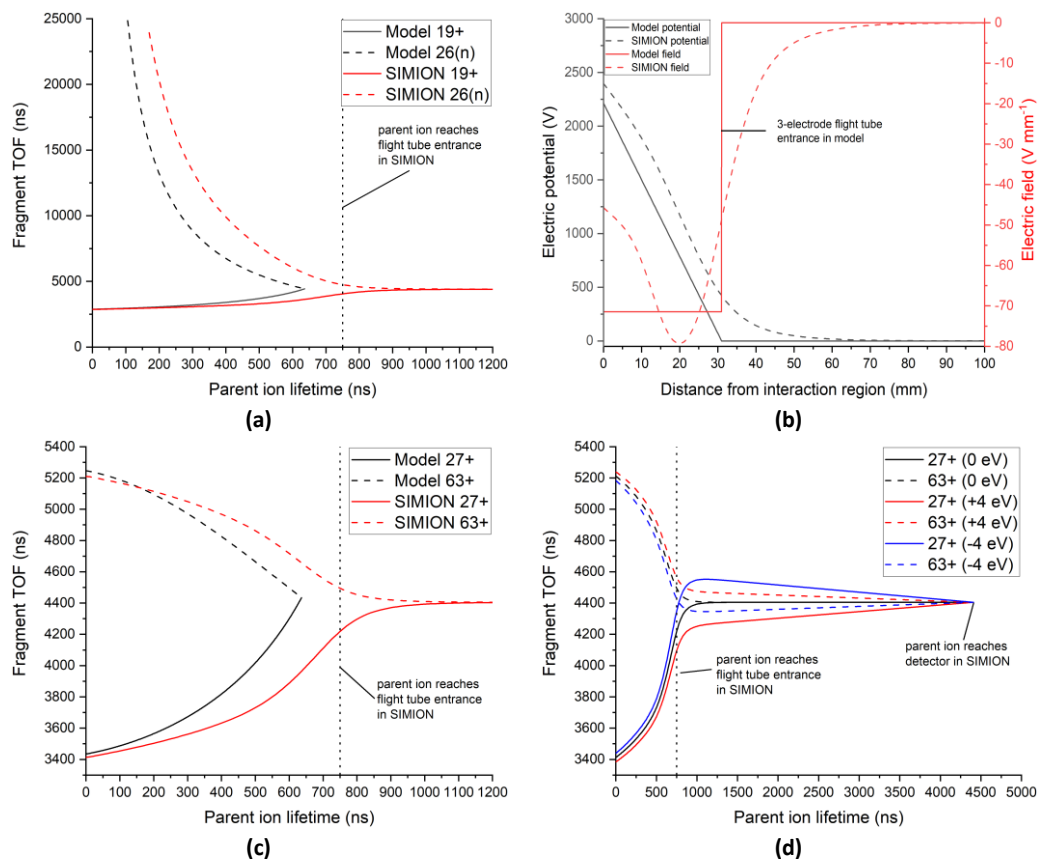 25000
20000
15000
10000
5000
0
Fragment TOF (ns)
0 100 200 300 400 500 600 700 800 900 1000 1100 1200
Parent ion lifetime (ns)
Model 19+
Model 26(n)
SIMION 19+
SIMION 26(n)
parent ion reaches
flight tube entrance
in SIMION
(a)
3000
2500
2000
1500
1000
500
0
Electric potential (V)
0 10 20 30 40 50 60 70 80 90 100
Distance from interaction region (mm)
Model potential
SIMION potential
Model field
SIMION field
3-electrode flight tube
entrance in model
0
-10
-20
-30
-40
-50
-60
-70
-80
Electric field (V mm⁻¹)
(b)
5400
5200
5000
4800
4600
4400
4200
4000
3800
3600
3400
Fragment TOF (ns)
0 100 200 300 400 500 600 700 800 900 1000 1100 1200
Parent ion lifetime (ns)
Model 27+
Model 63+
SIMION 27+
SIMION 63+
parent ion reaches
flight tube entrance
in SIMION
(c)
5400
5200
5000
4800
4600
4400
4200
4000
3800
3600
3400
Fragment TOF (ns)
0 500 1000 1500 2000 2500 3000 3500 4000 4500 5000
Parent ion lifetime (ns)
27+ (0 eV)
63+ (0 eV)
27+ (+4 eV)
63+ (+4 eV)
27+ (-4 eV)
63+ (-4 eV)
parent ion reaches
detector in SIMION
parent ion reaches
flight tube entrance
in SIMION
(d)